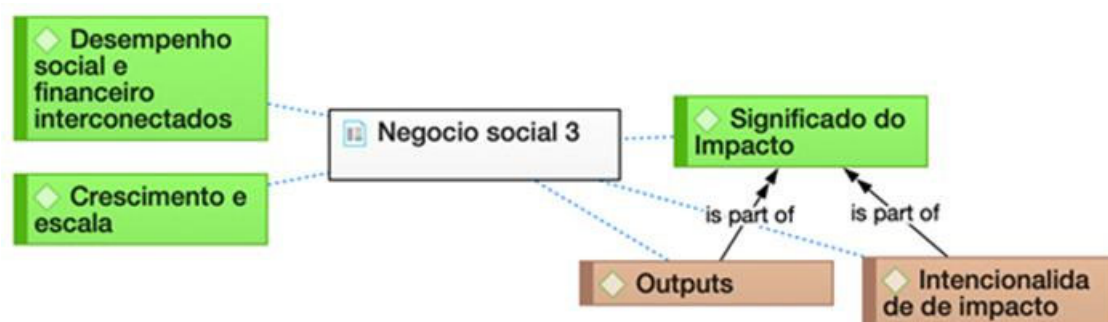 Desempenho
social e
financeiro
interconectados
Negocio social 3
Significado do
Impacto
Crescimento e
escala
is part of
is part of
Outputs
Intencionalida
de de impacto